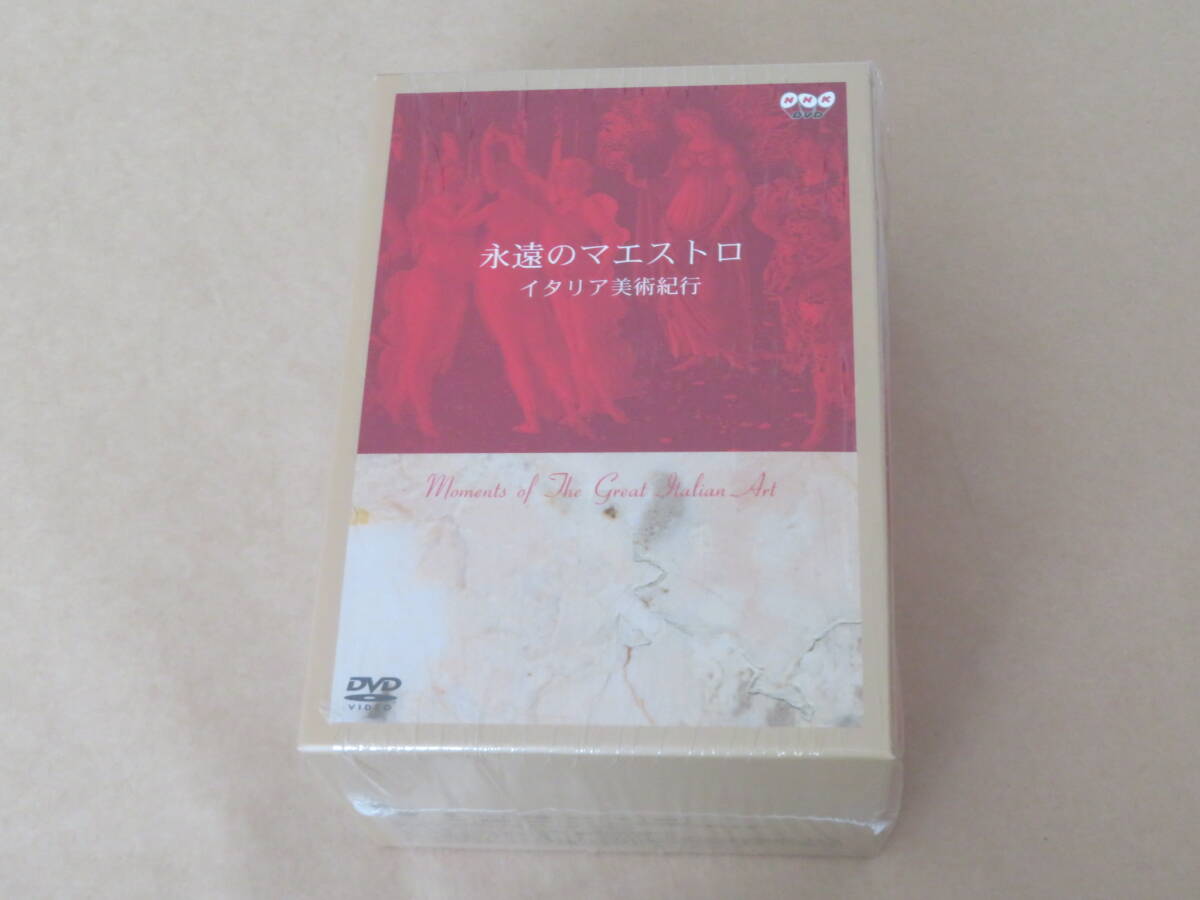 NHK
DVD
永遠のマエストロ
イタリア美術紀行
Moments of The Great Italian Art
DVD
VIDEO